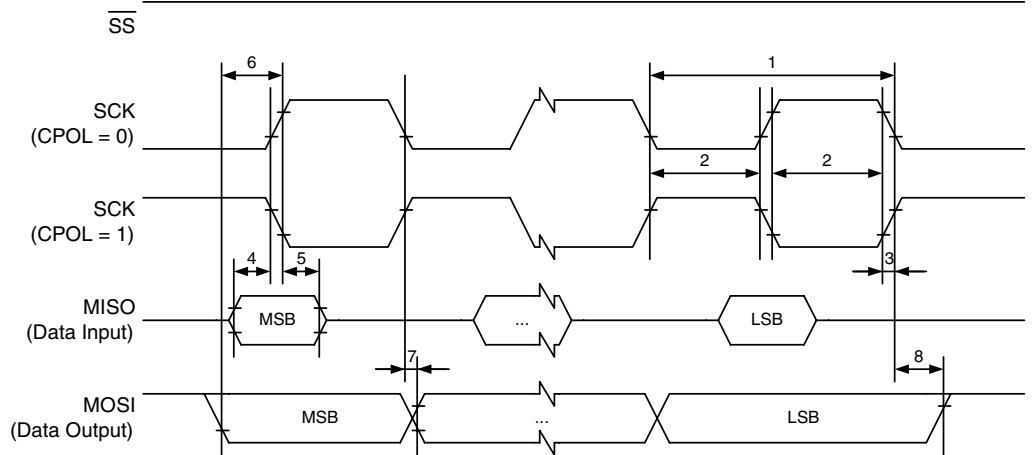 SS
6
1
SCK
(CPOL = 0)
2
2
SCK
(CPOL = 1)
4
5
3
MISO
(Data Input)
MSB
...
LSB
7
8
MOSI
(Data Output)
MSB
...
LSB